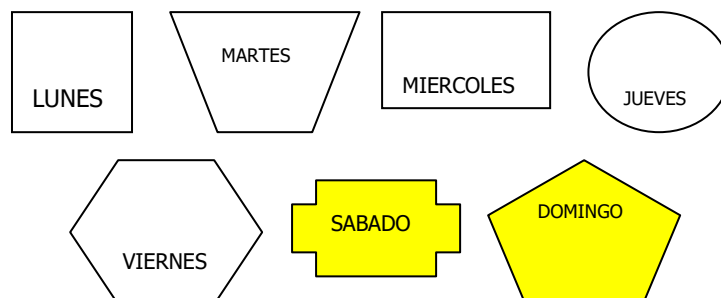 LUNES
MARTES
MIERCOLES
JUEVES
VIERNES
SABADO
DOMINGO